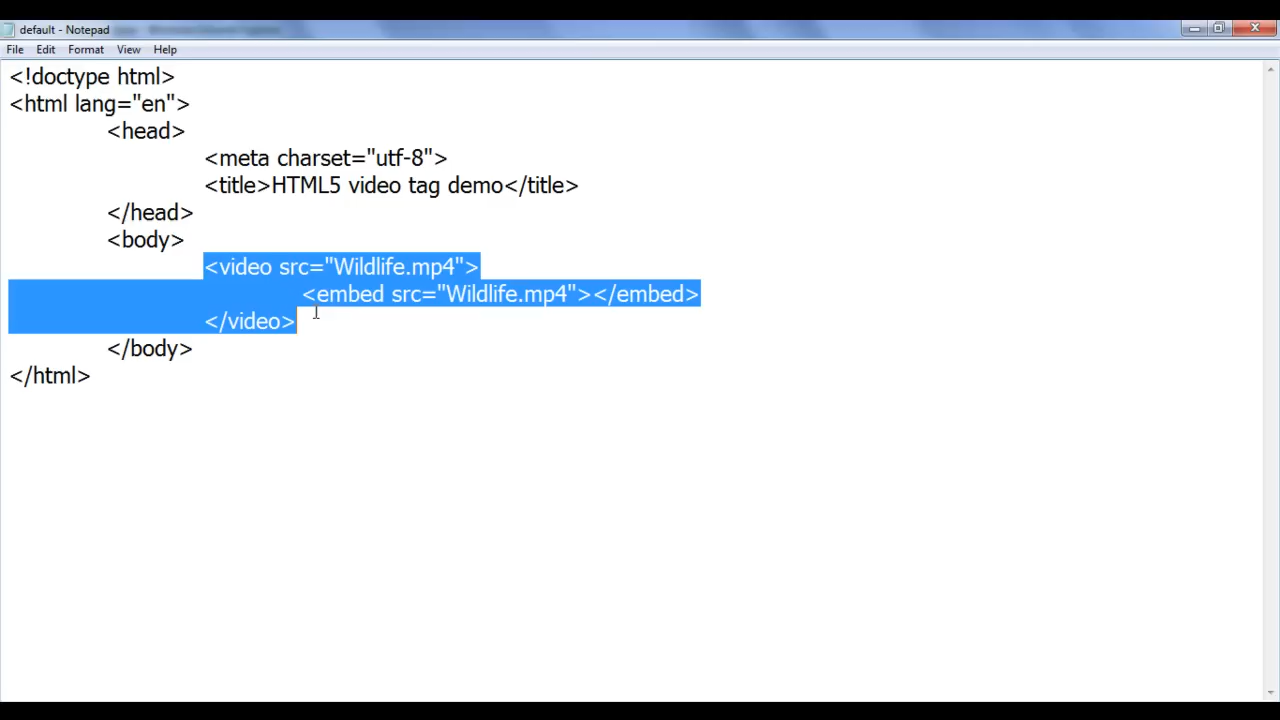 default - Notepad
File Edit Format View Help
<!doctype html>
<html lang="en">
<head>
<meta charset="utf-8">
<title>HTML5 video tag demo</title>
</head>
<body>
<video src="Wildlife.mp4">
<embed src="Wildlife.mp4"></embed>
</video>
</body>
</html>